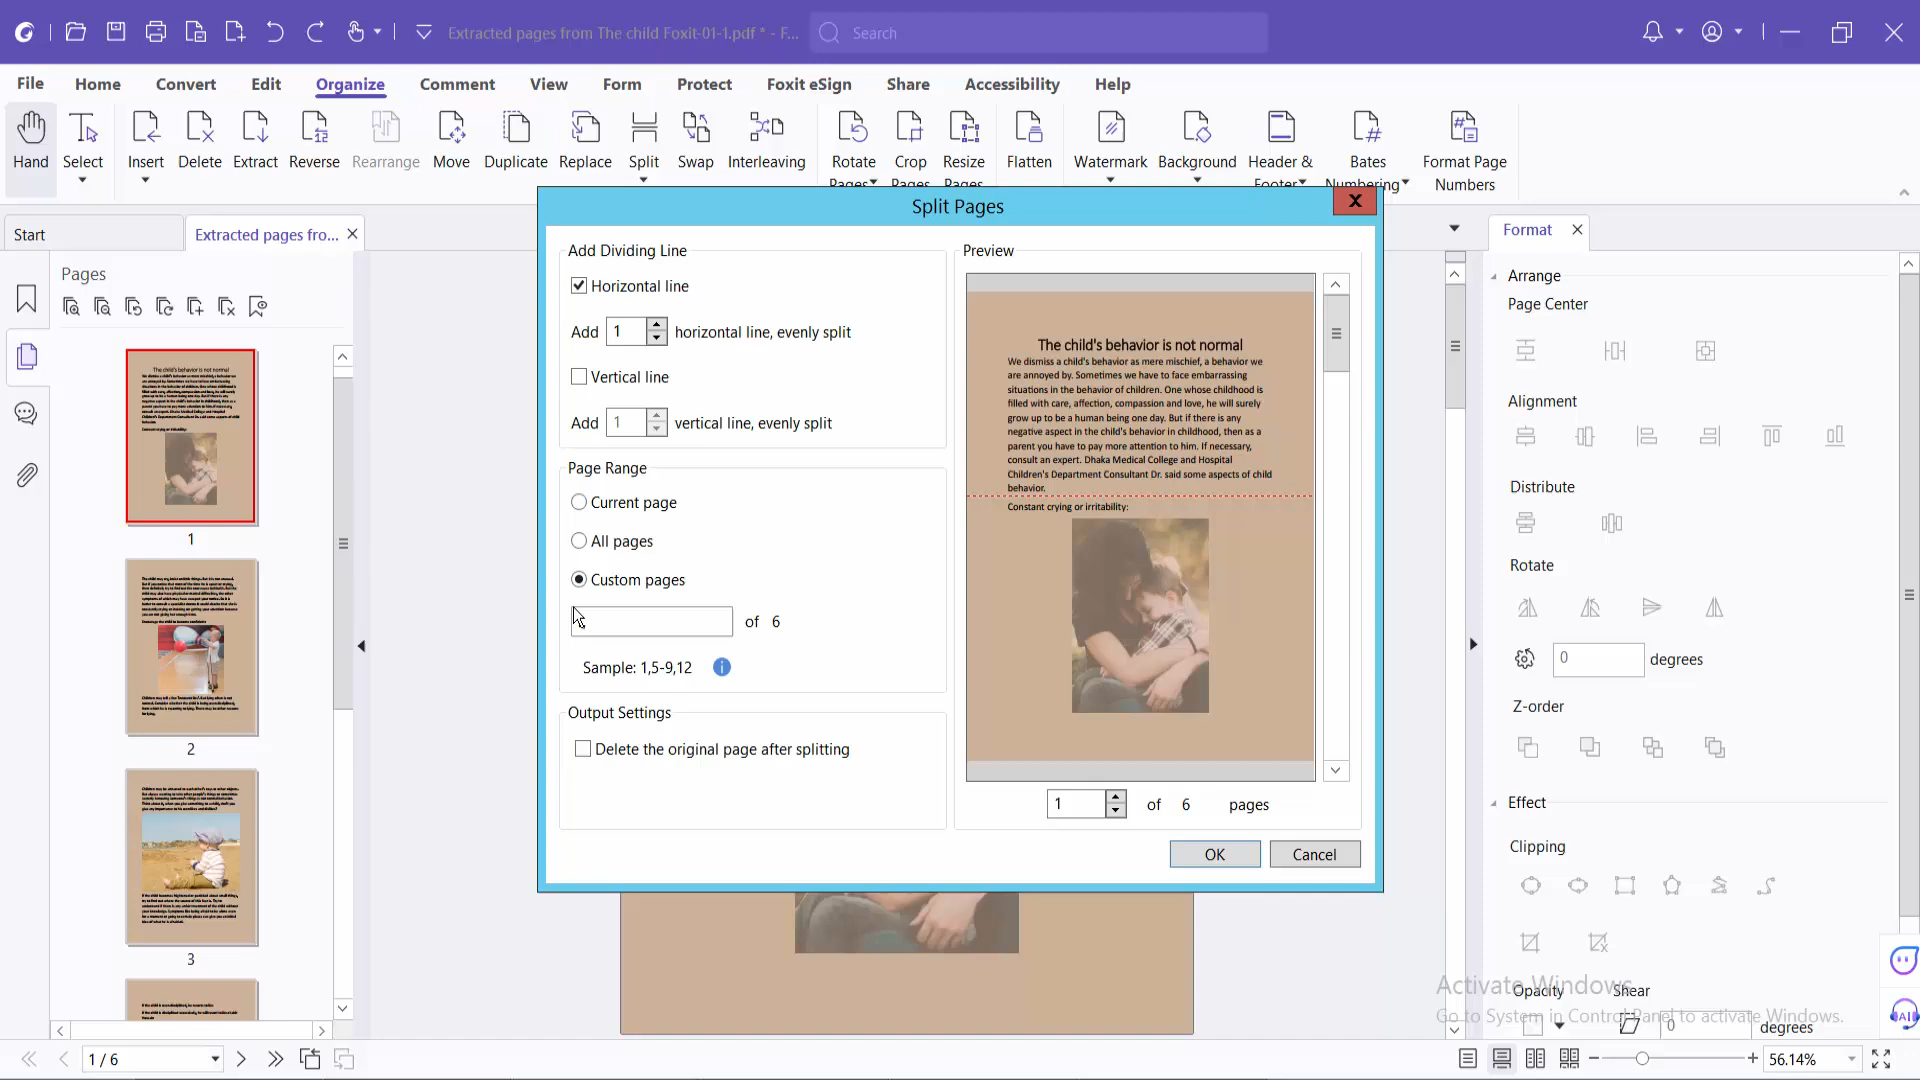 Extracted pages from The child Foxit-01-1.pdf * - F...
Search
File Home Convert Edit Organize Comment View Form Protect Foxit eSign Share Accessibility Help
Hand Select Insert Delete Extract Reverse Rearrange Move Duplicate Replace Split Swap Interleaving Rotate Crop Resize Flatten Watermark Background Header & Bates Format Page
Pages Pages Pages Footer Numbering Numbers
Start
Extracted pages fro...
Format
Pages
1
2
3
Split Pages
Add Dividing Line
Horizontal line
Add 1 horizontal line, evenly split
Vertical line
Add 1 vertical line, evenly split
Page Range
Current page
All pages
Custom pages
of 6
Sample: 1,5-9,12
Output Settings
Delete the original page after splitting
Preview
The child's behavior is not normal
We dismiss a child's behavior as mere mischief, a behavior we
are annoyed by. Sometimes we have to face embarrassing
situations in the behavior of children. One whose childhood is
filled with care, affection, compassion and love, he will surely
grow up to be a human being one day. But if there is any
negative aspect in the child's behavior in childhood, then as a
parent you have to pay more attention to him. If necessary,
consult an expert. Dhaka Medical College and Hospital
Children's Department Consultant Dr. said some aspects of child
behavior.
Constant crying or irritability:
1 of 6 pages
OK Cancel
Arrange
Page Center
Alignment
Distribute
Rotate
0 degrees
Z-order
Effect
Clipping
Opacity Shear
0 degrees
Activate Windows
Go to System in Control Panel to activate Windows.
AI
1 / 6
56.14%